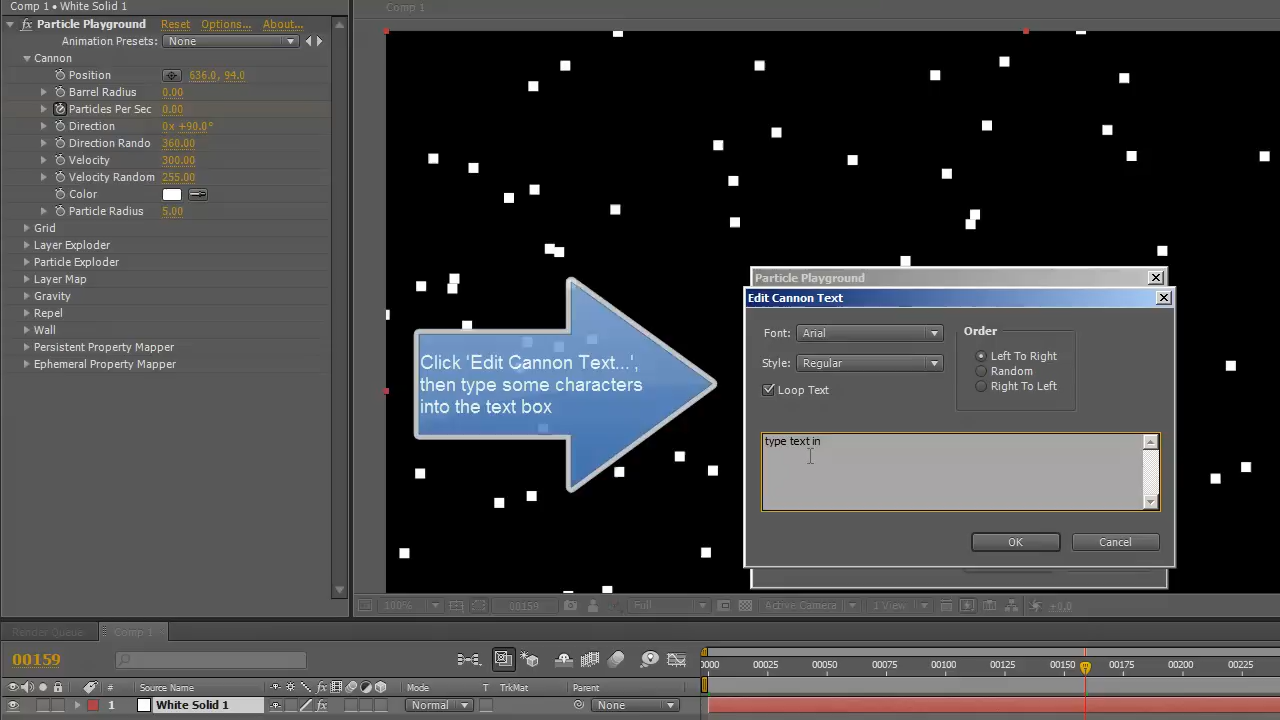 Comp 1 • White Solid 1
fx Particle Playground Reset Options... About...
Animation Presets: None
Cannon
Position 636.0, 94.0
Barrel Radius 0.00
Particles Per Sec 0.00
Direction 0x +90.0°
Direction Rando 360.00
Velocity 300.00
Velocity Random 255.00
Color
Particle Radius 5.00
Grid
Layer Exploder
Particle Exploder
Layer Map
Gravity
Repel
Wall
Persistent Property Mapper
Ephemeral Property Mapper
Comp 1
Click 'Edit Cannon Text...',
then type some characters
into the text box
Particle Playground
Edit Cannon Text
Font: Arial
Style: Regular
Loop Text
Order
Left To Right
Random
Right To Left
type text in
OK Cancel
100% 00159 Full Active Camera 1 View +0.0
Render Queue Comp 1
00159
0000 00025 00050 00075 00100 00125 00150 00175 00200 00225
# Source Name fx Mode T TrkMat Parent
1 White Solid 1 fx Normal None